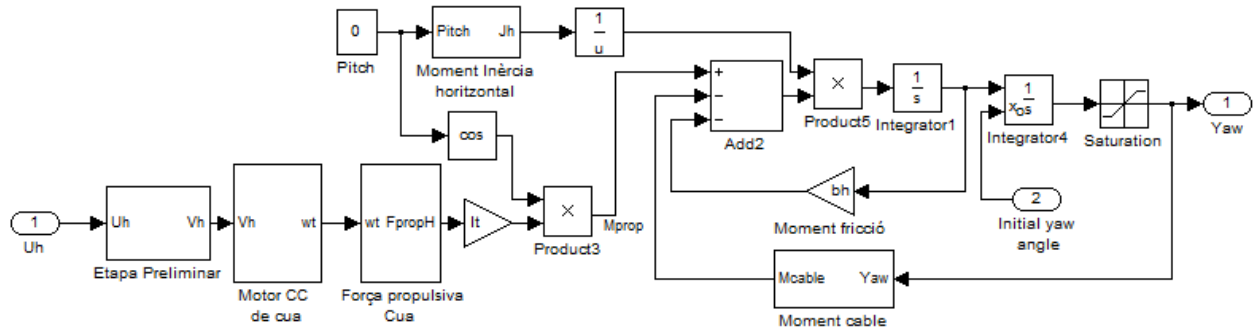 0
Pitch
Pitch Jh
Moment Inèrcia
horitzontal
1
u
cos
+
−
−
Add2
×
Product5
1
s
Integrator1
xo 1
s
Integrator4
Saturation
1
Yaw
bh
Moment fricció
2
Initial yaw
angle
1
Uh
Uh Vh
Etapa Preliminar
Vh wt
Motor CC
de cua
wt FpropH
Força propulsiva
Cua
lt
×
Product3
Mprop
Mcable Yaw
Moment cable